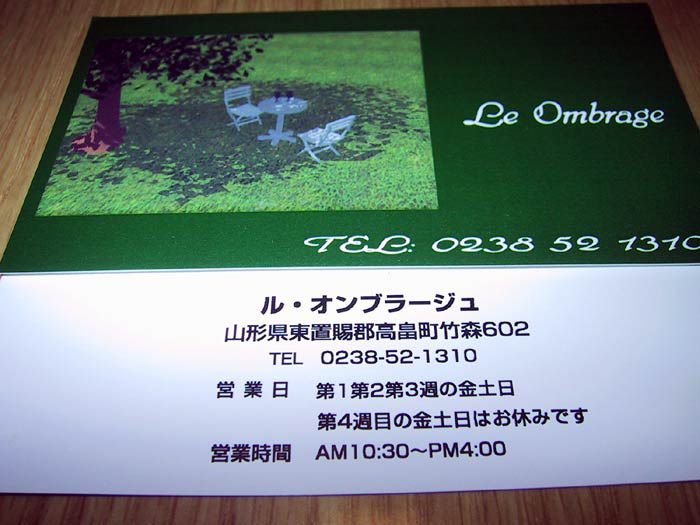 Le Ombrage
TEL: 0238 52 1310
ル・オンブラージュ
山形県東置賜郡高畠町竹森602
TEL 0238-52-1310
営業日 第1第2第3週の金土日
第4週目の金土日はお休みです
営業時間 AM10:30～PM4:00